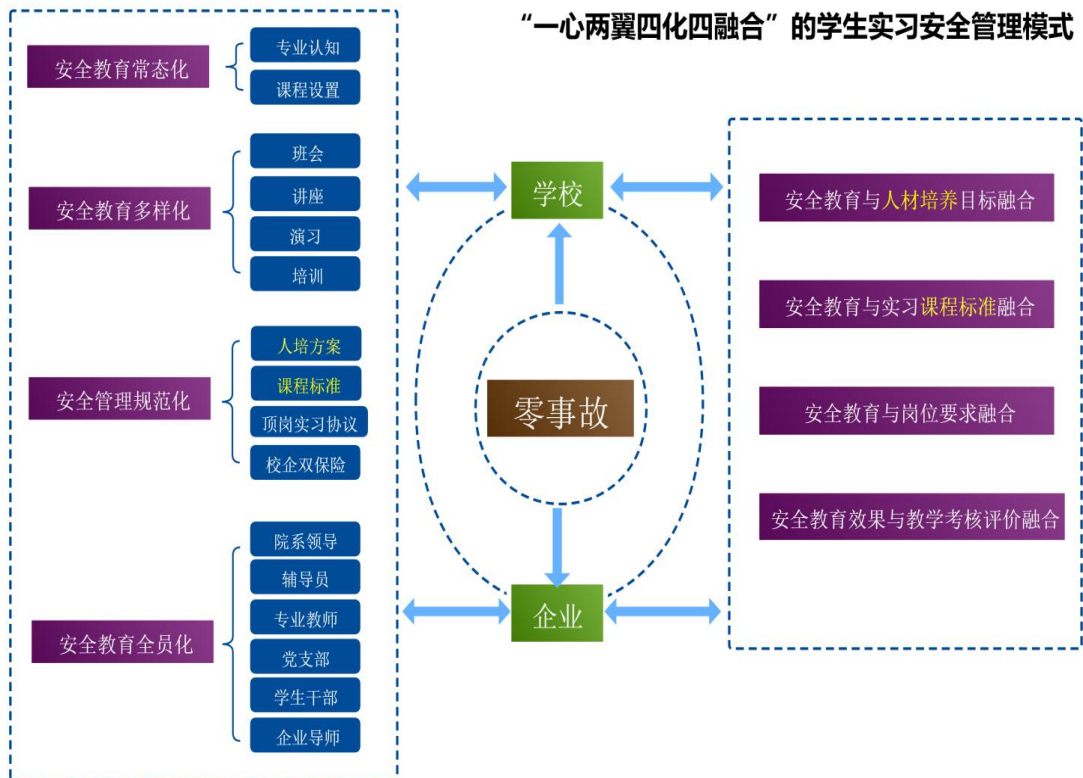 “一心两翼四化四融合”的学生实习安全管理模式
安全教育常态化
专业认知
课程设置
安全教育多样化
班会
讲座
演习
培训
安全管理规范化
人培方案
课程标准
顶岗实习协议
校企双保险
安全教育全员化
院系领导
辅导员
专业教师
党支部
学生干部
企业导师
学校
零事故
企业
安全教育与人材培养目标融合
安全教育与实习课程标准融合
安全教育与岗位要求融合
安全教育效果与教学考核评价融合